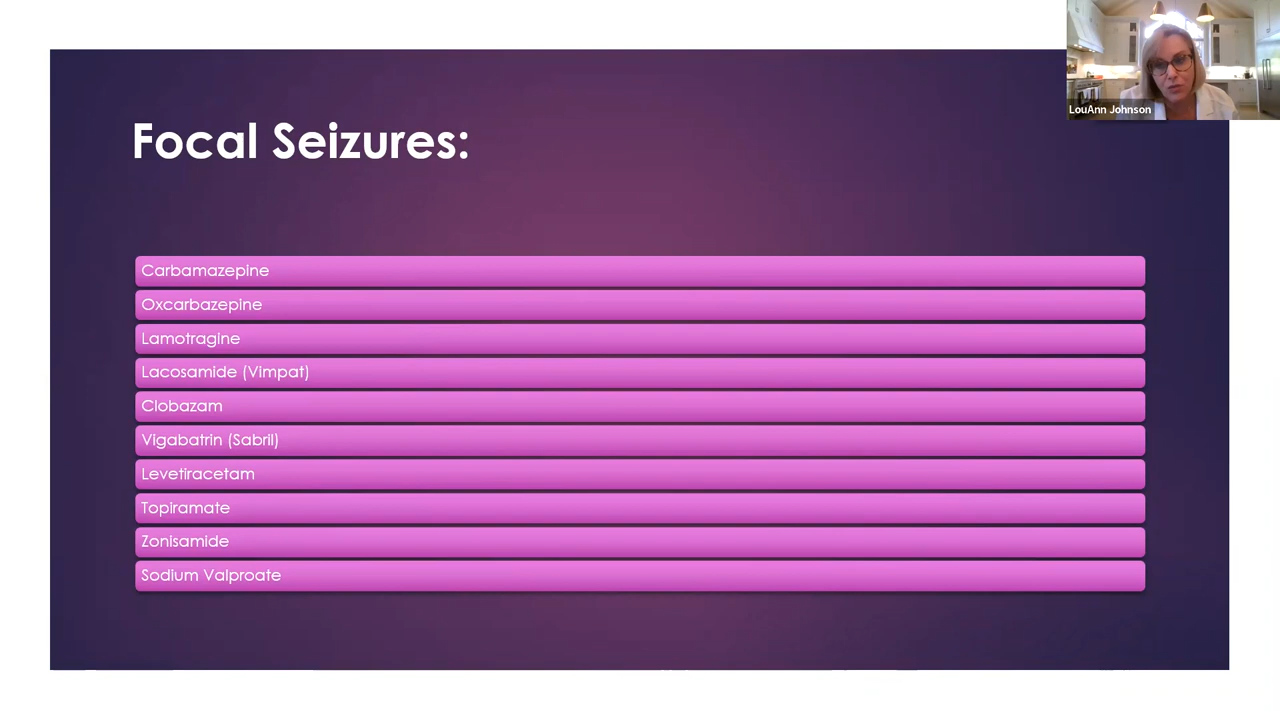 LouAnn Johnson
Focal Seizures:
Carbamazepine
Oxcarbazepine
Lamotragine
Lacosamide (Vimpat)
Clobazam
Vigabatrin (Sabril)
Levetiracetam
Topiramate
Zonisamide
Sodium Valproate